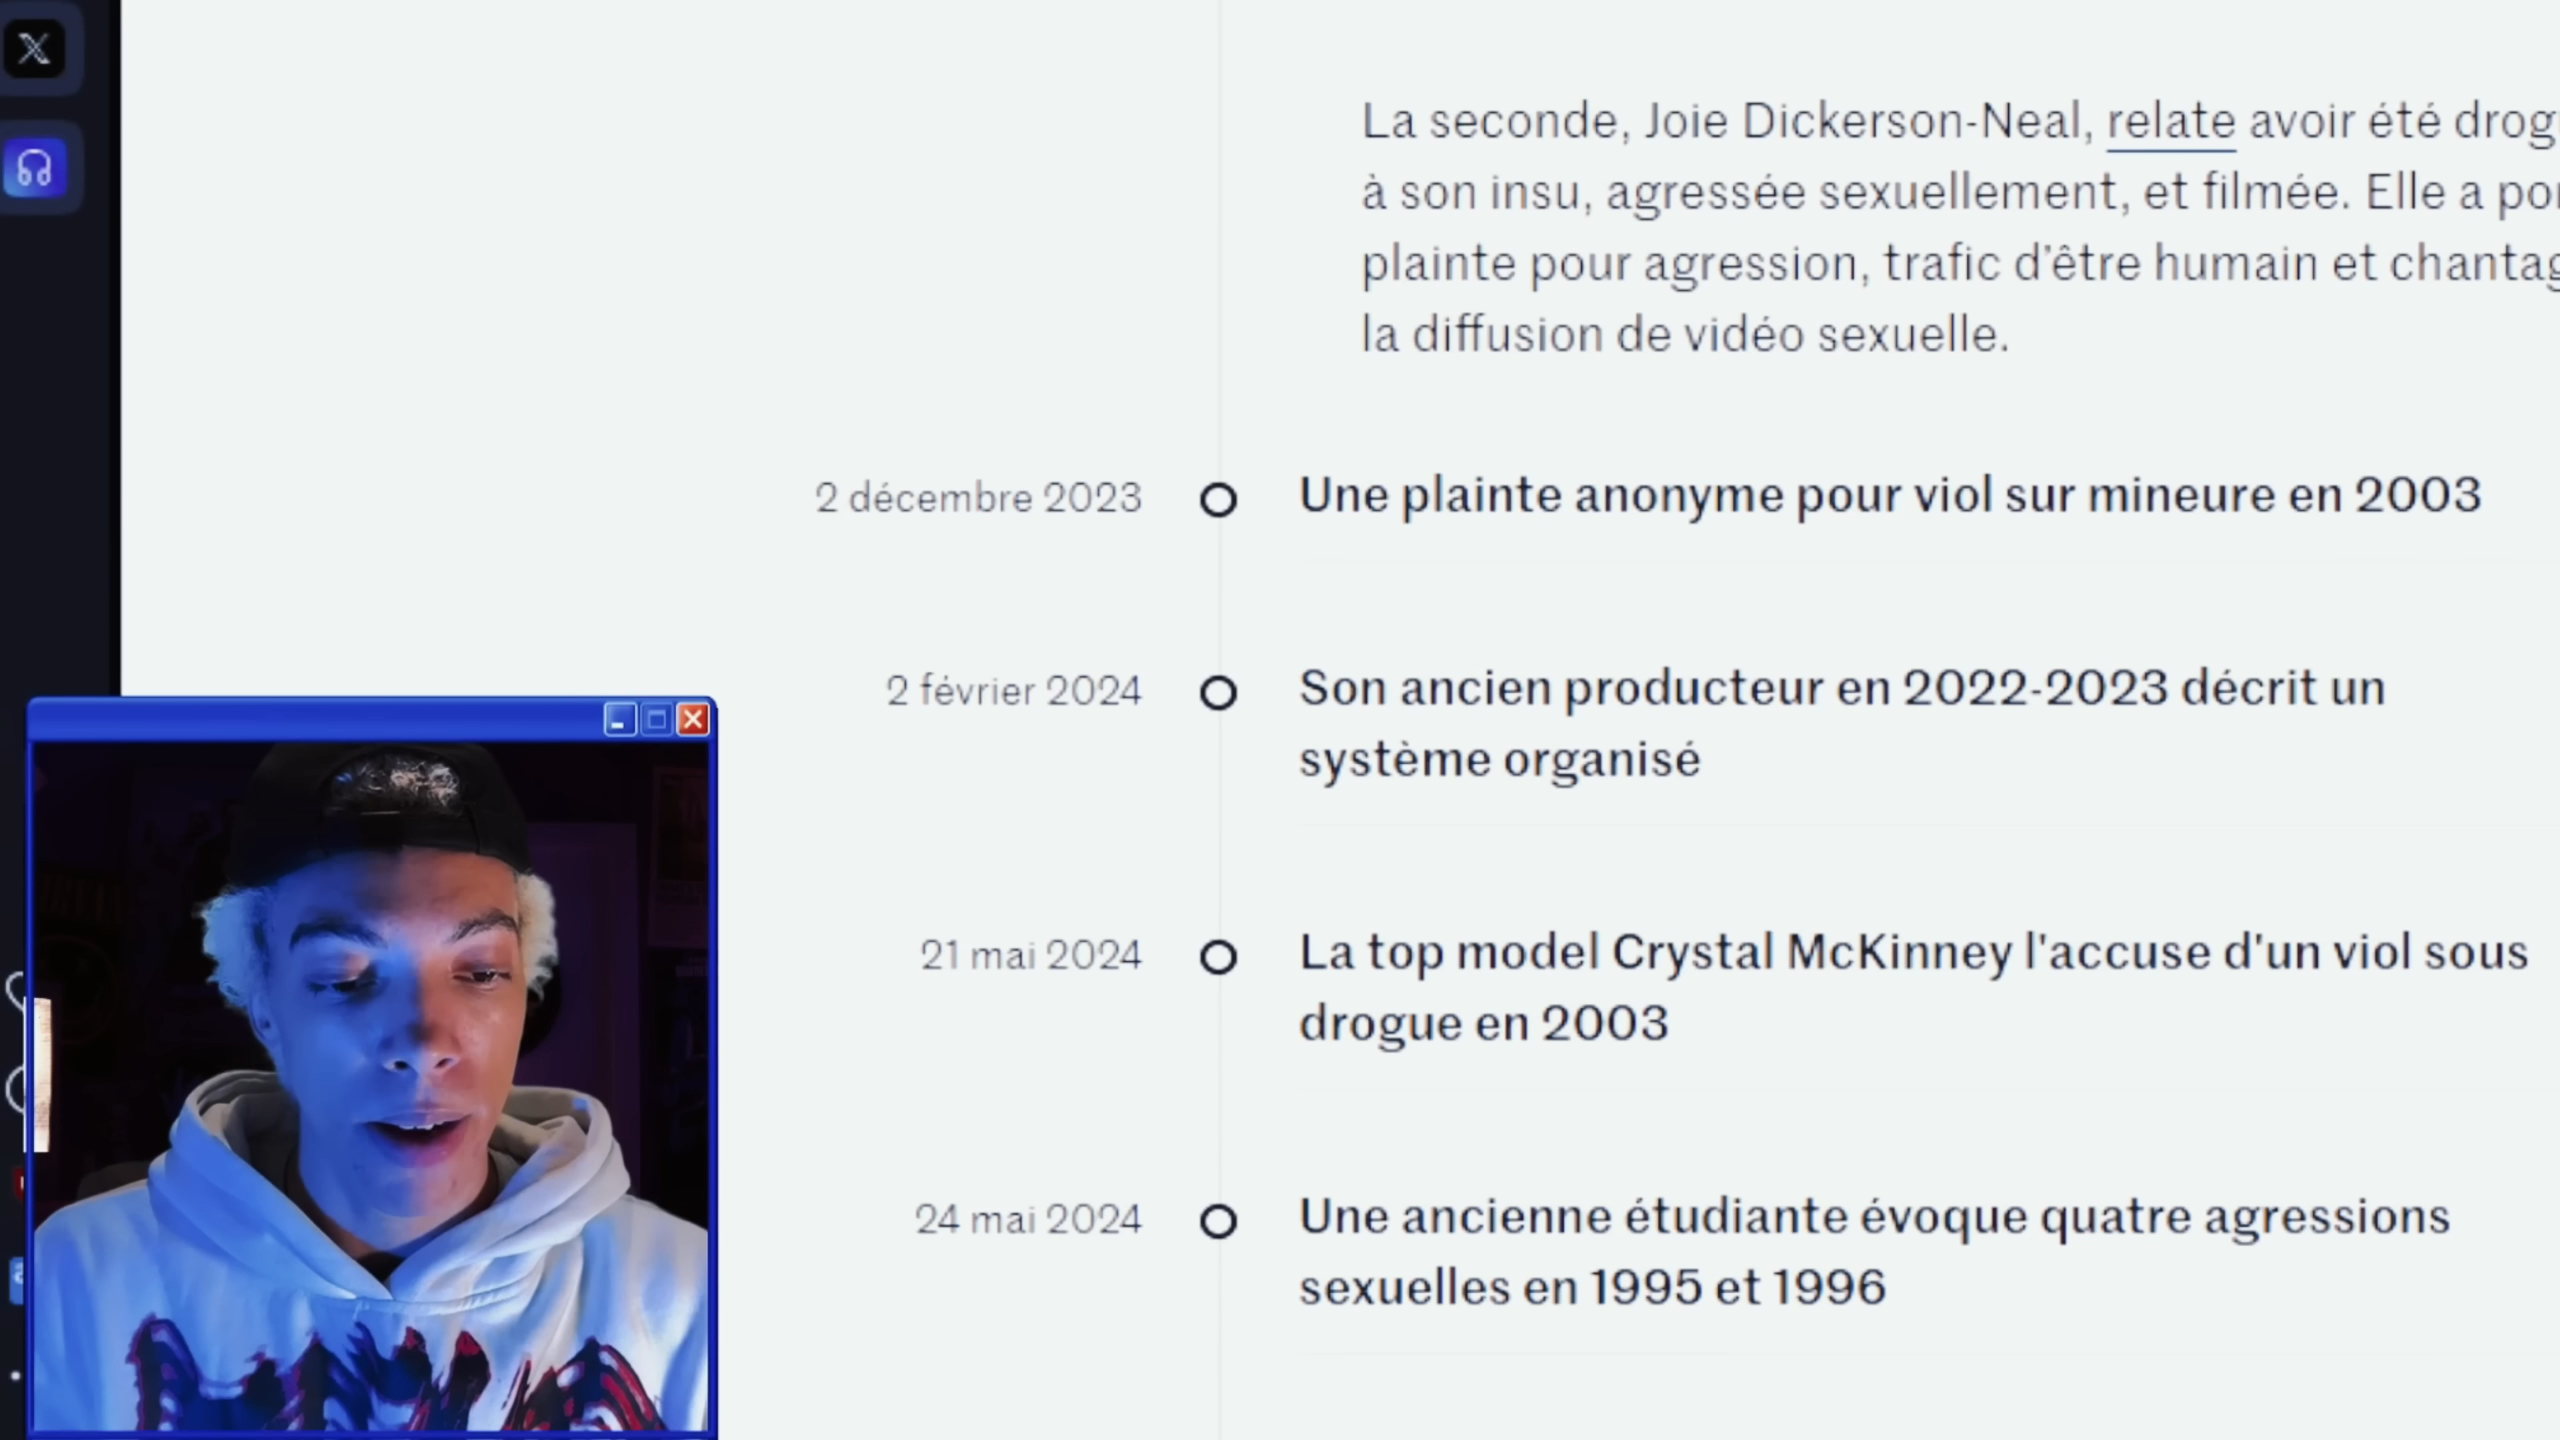 La seconde, Joie Dickerson-Neal, relate avoir été
à son insu, agressée sexuellement, et filmée. Elle a
plainte pour agression, trafic d'être humain et
la diffusion de vidéo sexuelle.
2 décembre 2023
Une plainte anonyme pour viol sur mineure en 2003
2 février 2024
Son ancien producteur en 2022-2023 décrit un
système organisé
21 mai 2024
La top model Crystal McKinney l'accuse d'un viol sous
drogue en 2003
24 mai 2024
Une ancienne étudiante évoque quatre agressions
sexuelles en 1995 et 1996